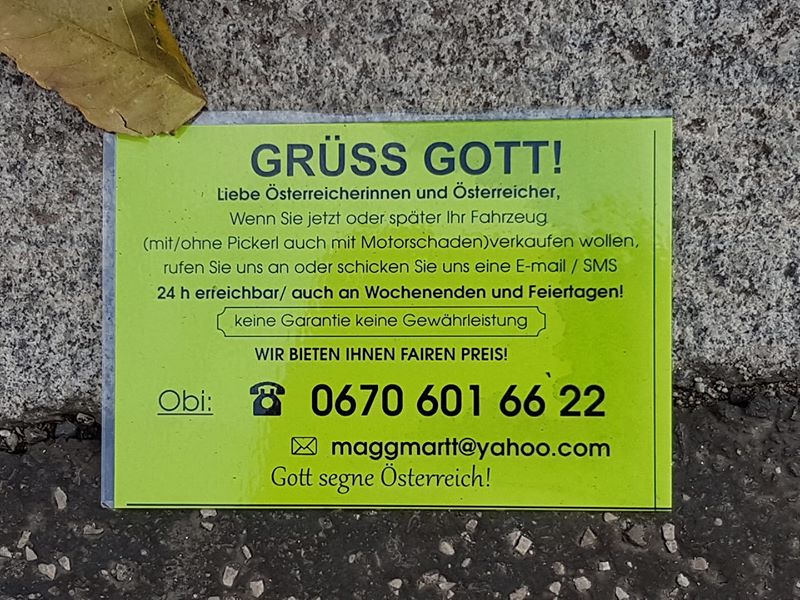 GRÜSS GOTT!
Liebe Österreicherinnen und Österreicher,
Wenn Sie jetzt oder später Ihr Fahrzeug
(mit/ohne Pickerl auch mit Motorschaden)verkaufen wollen,
rufen Sie uns an oder schicken Sie uns eine E-mail / SMS
24 h erreichbar/ auch an Wochenenden und Feiertagen!
keine Garantie keine Gewährleistung
WIR BIETEN IHNEN FAIREN PREIS!
Obi: 0670 601 66 22
maggmartt@yahoo.com
Gott segne Österreich!